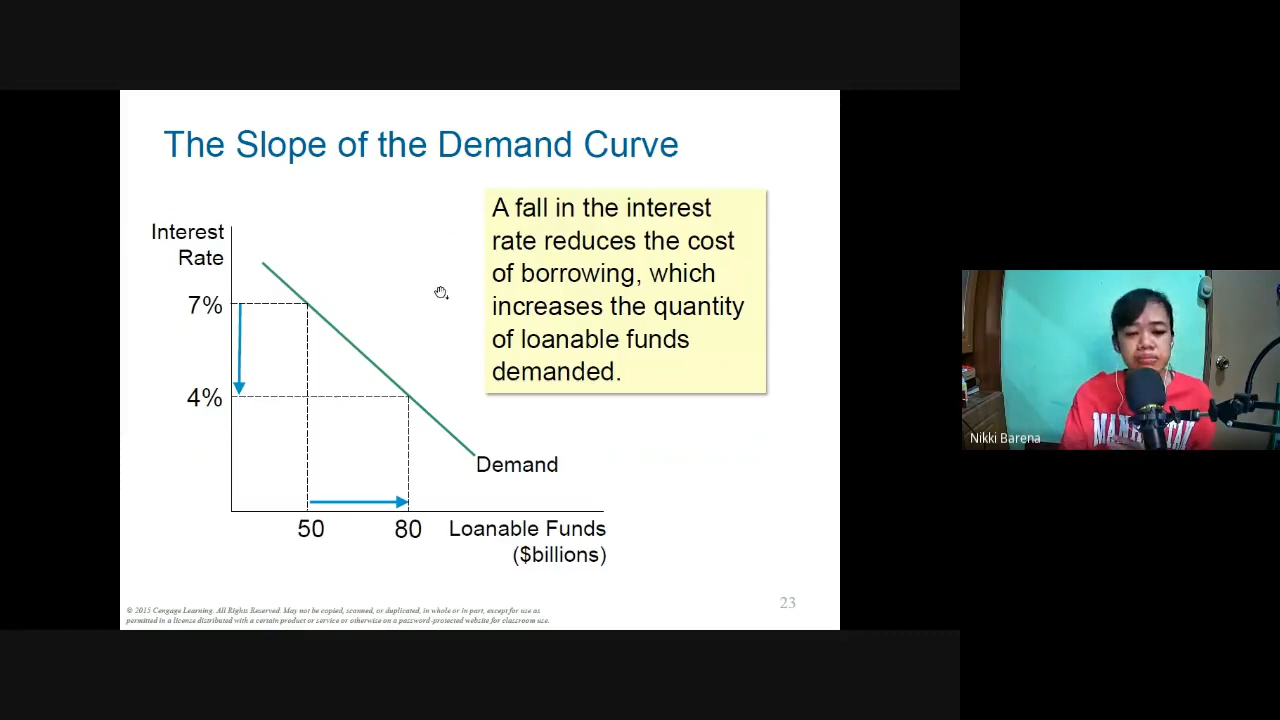 The Slope of the Demand Curve
A fall in the interest
rate reduces the cost
of borrowing, which
increases the quantity
of loanable funds
demanded.
Interest
Rate
7%
4%
Demand
50
80
Loanable Funds
($billions)
23
© 2015 Cengage Learning. All Rights Reserved. May not be copied, scanned, or duplicated, in whole or in part, except for use as
permitted in a license distributed with a certain product or service or otherwise on a password-protected website for classroom use.
Nikki Barena